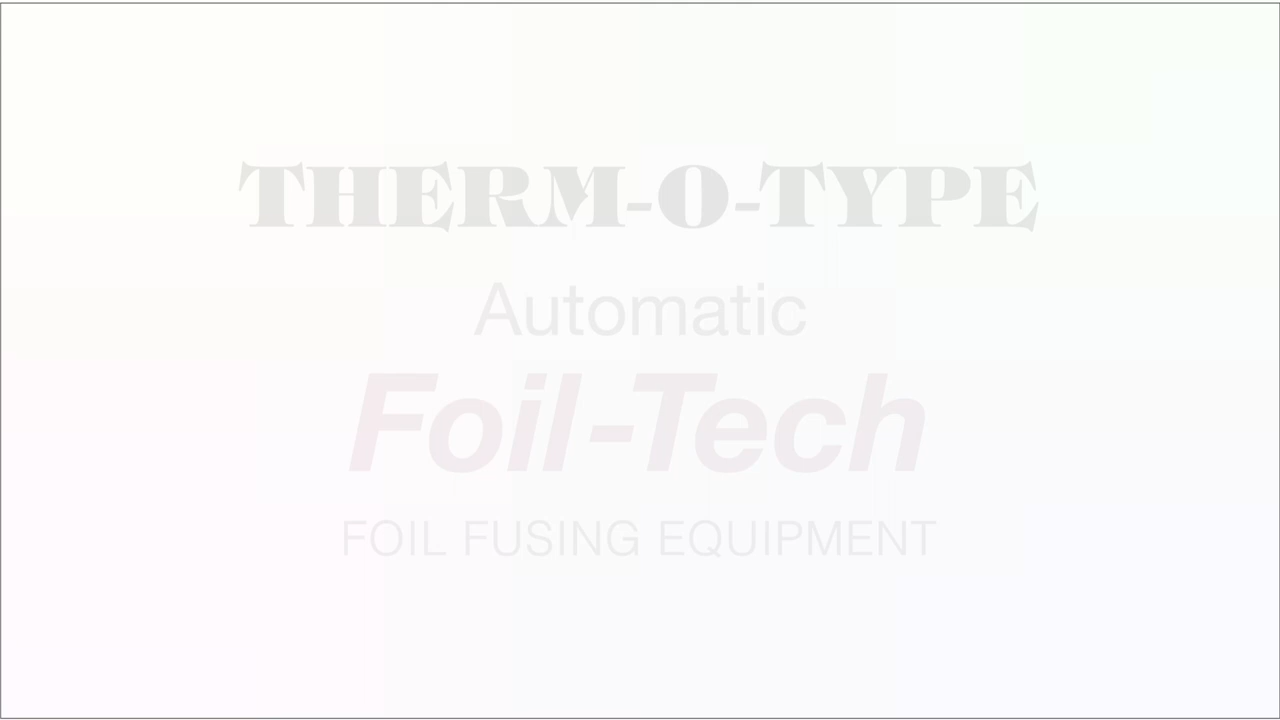 THERM-O-TYPE
Automatic
Foil-Tech
FOIL FUSING EQUIPMENT